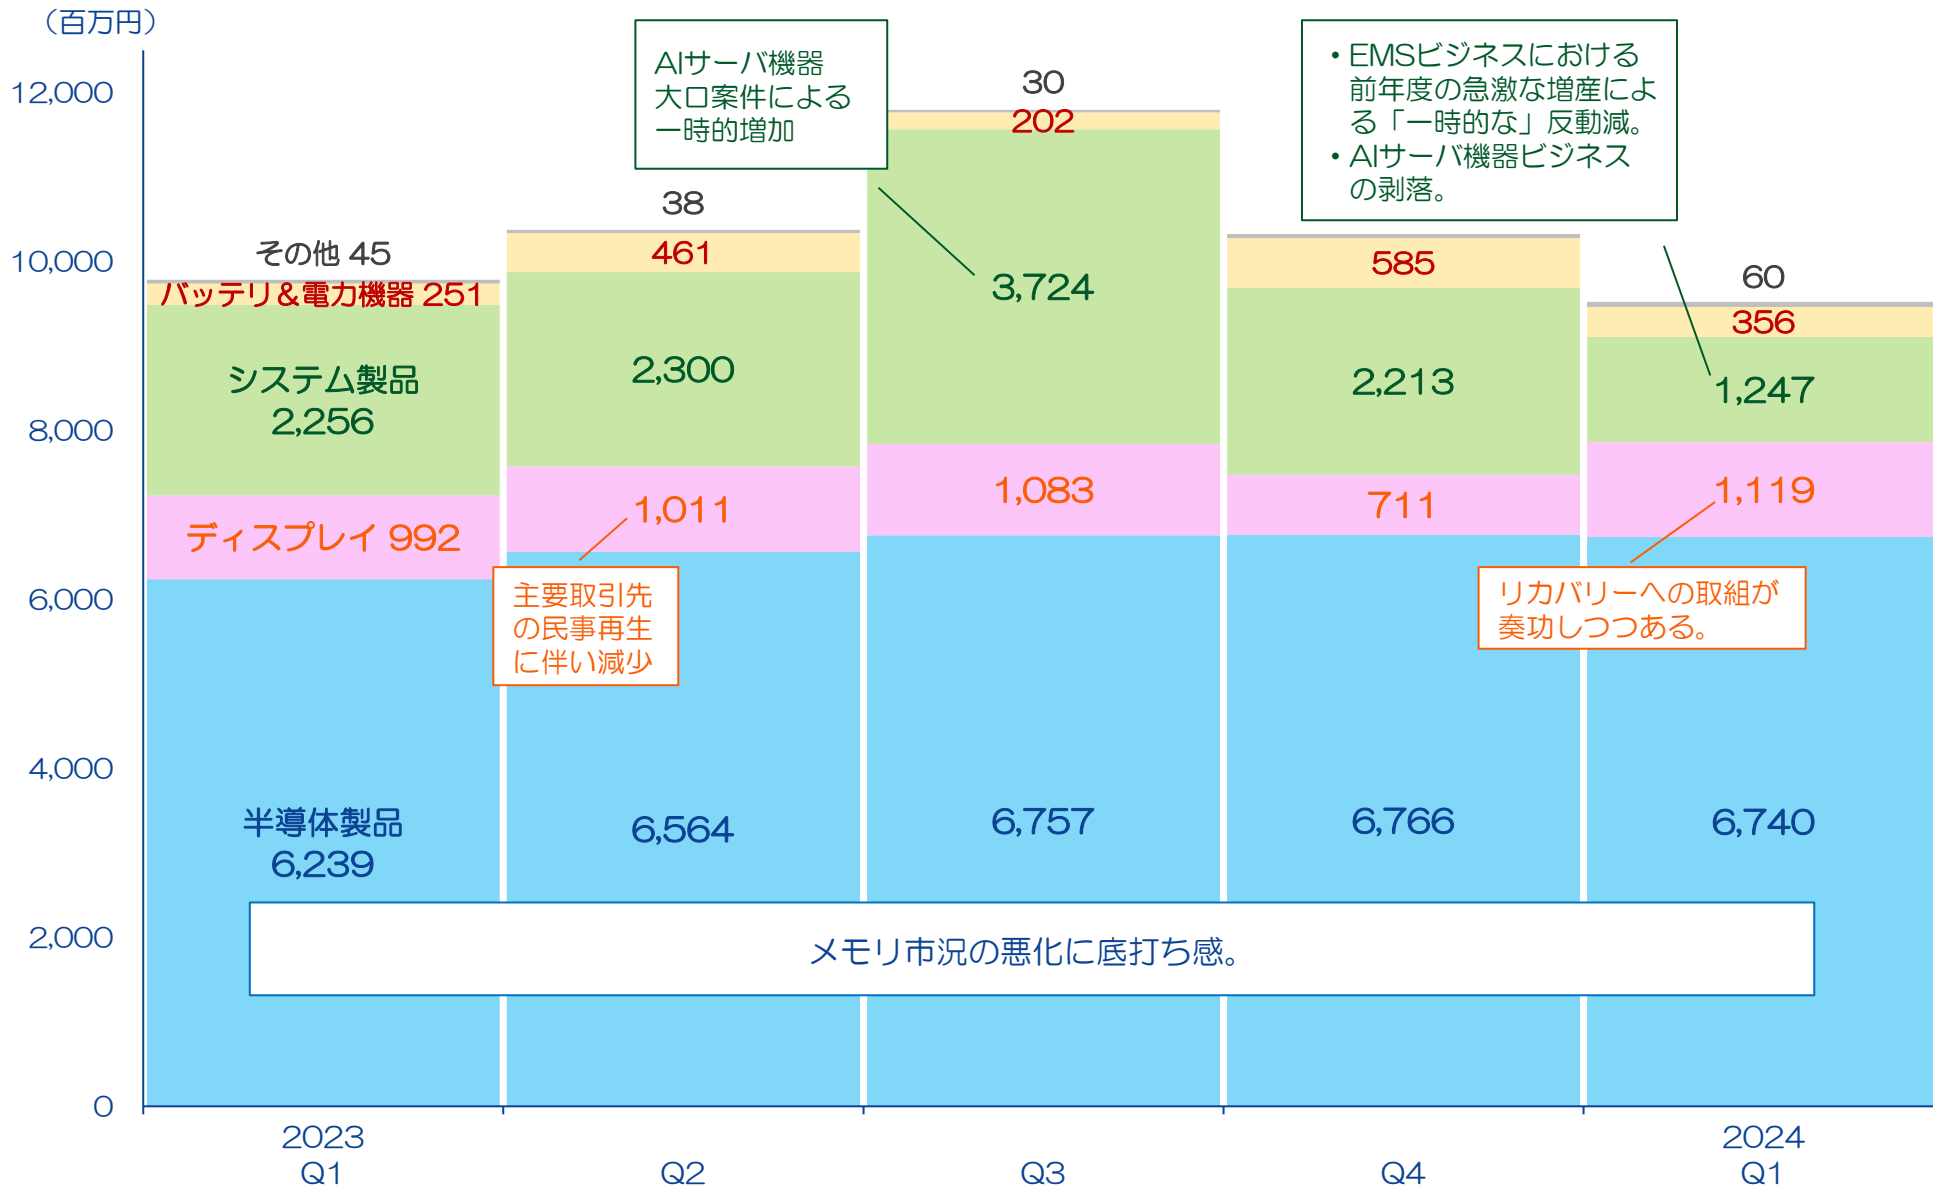 （百万円）
12,000
10,000
8,000
6,000
4,000
2,000
0
AIサーバ機器
大口案件による
一時的増加
・EMSビジネスにおける
前年度の急激な増産によ
る「一時的な」反動減。
・AIサーバ機器ビジネス
の剥落。
その他 45
バッテリ＆電力機器 251
システム製品
2,256
ディスプレイ 992
半導体製品
6,239
38
461
2,300
1,011
主要取引先
の民事再生
に伴い減少
6,564
30
202
3,724
1,083
6,757
585
2,213
711
6,766
60
356
1,247
1,119
リカバリーへの取組が
奏功しつつある。
6,740
メモリ市況の悪化に底打ち感。
2023
Q1
Q2
Q3
Q4
2024
Q1